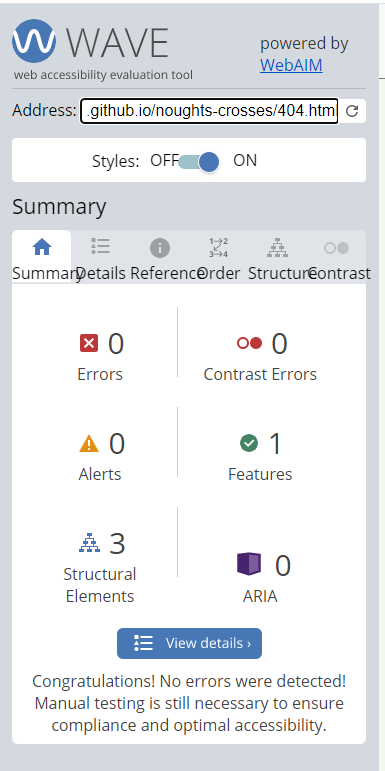 WAVE
web accessibility evaluation tool
powered by
WebAIM
Address: .github.io/noughts-crosses/404.html
Styles: OFF ON
Summary
Summary Details Reference Order Structure Contrast
0 Errors
0 Contrast Errors
0 Alerts
1 Features
3 Structural
Elements
0 ARIA
View details ›
Congratulations! No errors were detected!
Manual testing is still necessary to ensure
compliance and optimal accessibility.